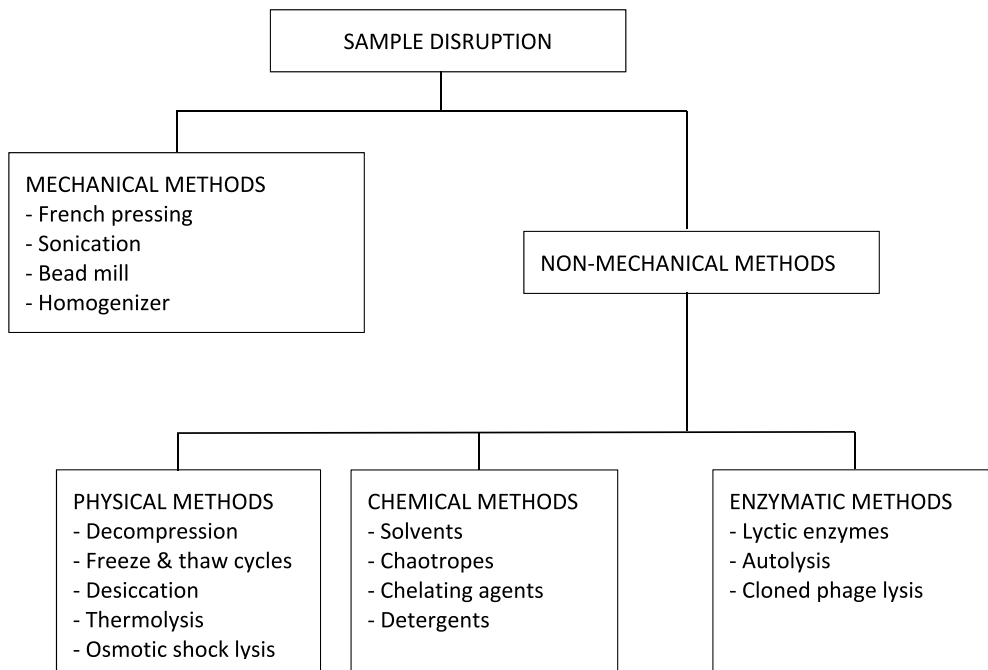 SAMPLE DISRUPTION
MECHANICAL METHODS
- French pressing
- Sonication
- Bead mill
- Homogenizer
NON-MECHANICAL METHODS
PHYSICAL METHODS
- Decompression
- Freeze & thaw cycles
- Desiccation
- Thermolysis
- Osmotic shock lysis
CHEMICAL METHODS
- Solvents
- Chaotropes
- Chelating agents
- Detergents
ENZYMATIC METHODS
- Lyctic enzymes
- Autolysis
- Cloned phage lysis